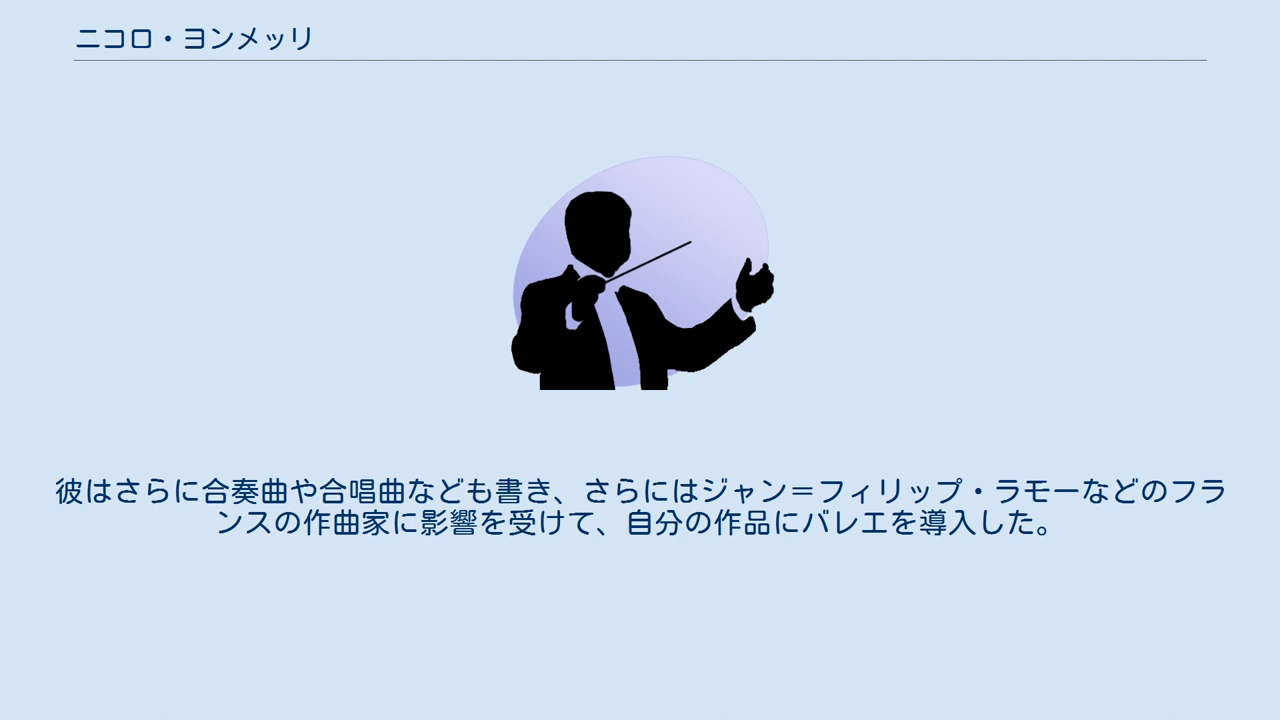 ニコロ・ヨンメッリ
彼はさらに合奏曲や合唱曲なども書き、さらにはジャン＝フィリップ・ラモーなどのフラ
ンスの作曲家に影響を受けて、自分の作品にバレエを導入した。